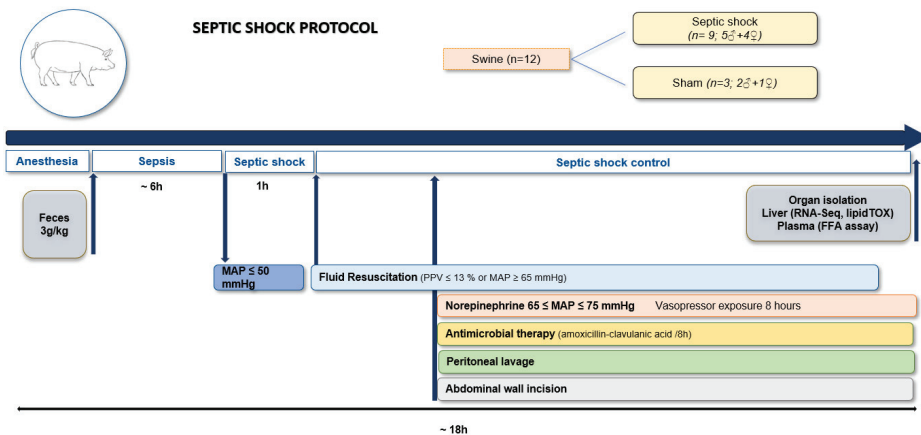 SEPTIC SHOCK PROTOCOL
Swine (n=12)
Septic shock
(n= 9; 5♂+4♀)
Sham (n=3; 2♂+1♀)
Anesthesia
Sepsis
Septic shock
Septic shock control
~ 6h
1h
Feces
3g/kg
Organ isolation
Liver (RNA-Seq, lipidTOX)
Plasma (FFA assay)
MAP ≤ 50
mmHg
Fluid Resuscitation (PPV ≤ 13 % or MAP ≥ 65 mmHg)
Norepinephrine 65 ≤ MAP ≤ 75 mmHg Vasopressor exposure 8 hours
Antimicrobial therapy (amoxicillin-clavulanic acid /8h)
Peritoneal lavage
Abdominal wall incision
~ 18h